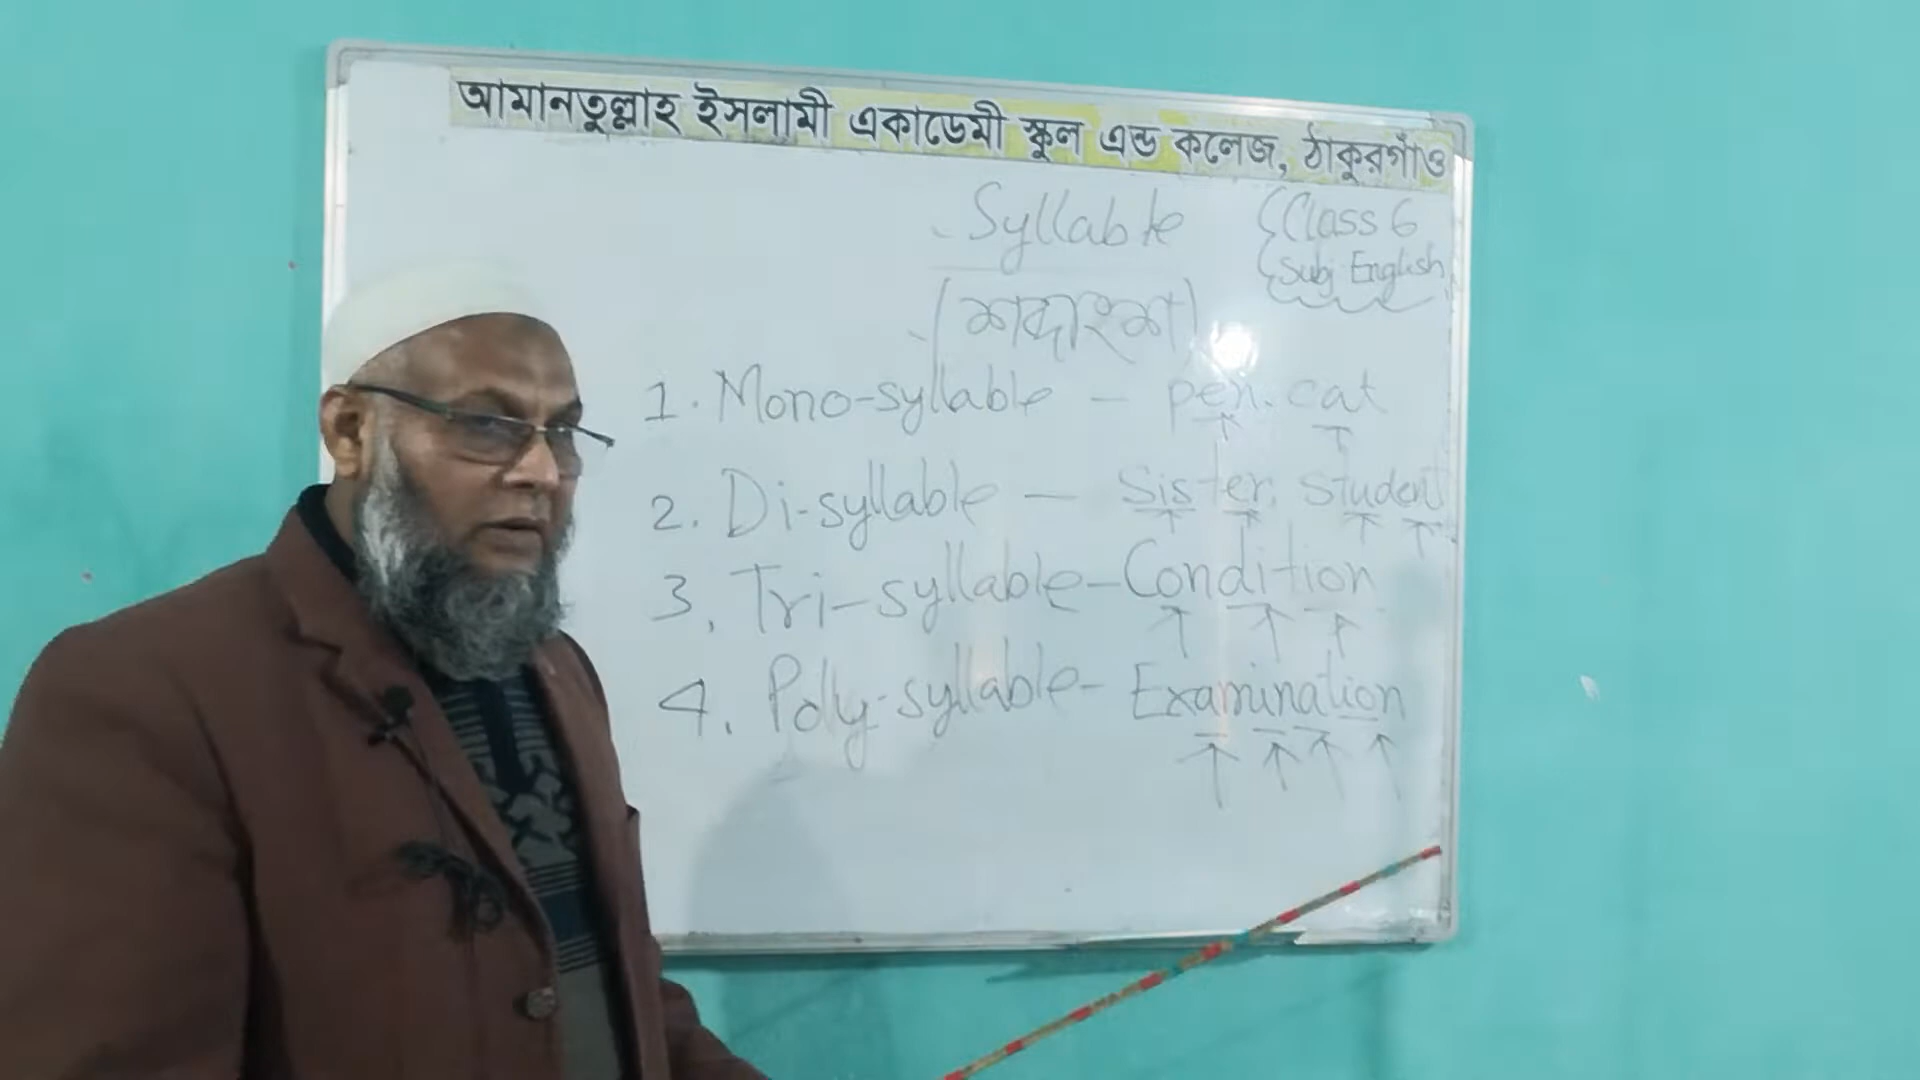 আমানতুল্লাহ ইসলামী একাডেমী স্কুল এন্ড কলেজ, ঠাকুরগাঁও
Syllable
{Class 6
{Subj English
(শব্দাংশ)
1. Mono-syllable - pen. cat
2. Di-syllable - Sister. Student
3. Tri-syllable-Condition
4. Poly-syllable- Examination